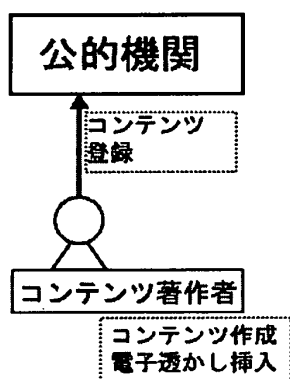 公的機関
コンテンツ
登録
コンテンツ著作者
コンテンツ作成
電子透かし挿入